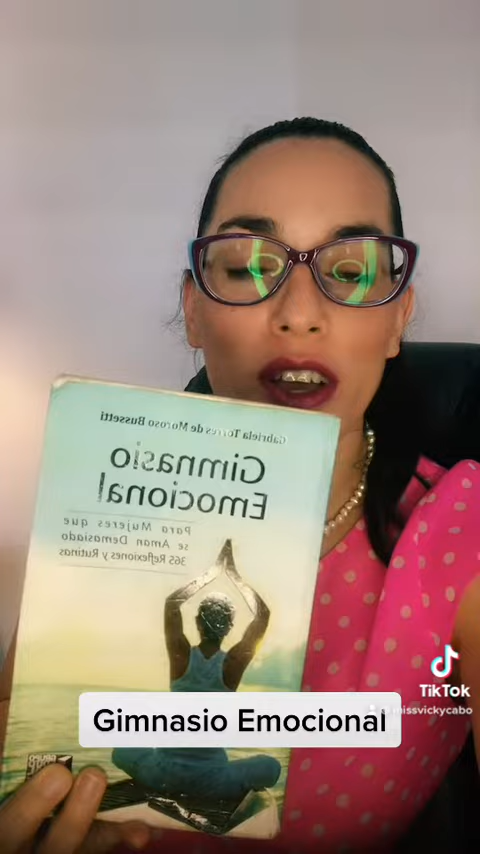 Gabriela Torres de Moroso Bussetti
Gimnasio
Emocional
Para Mujeres que
se Aman Demasiado
365 Reflexiones y Rutinas
Gimnasio Emocional
TikTok
missvickycabo